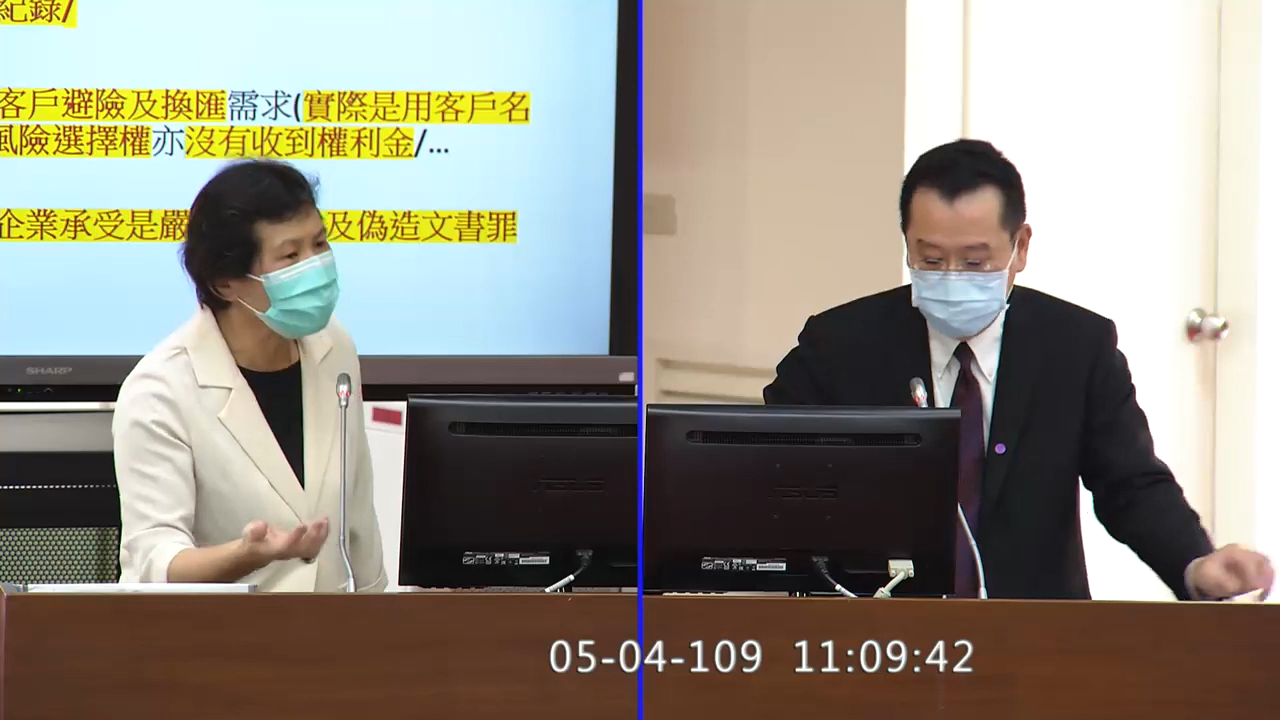 紀錄/
客戶避險及換匯需求(實際是用客戶名
風險選擇權亦沒有收到權利金/...
企業承受是嚴
及偽造文書罪
SHARP
ASUS
ASUS
05-04-109 11:09:42